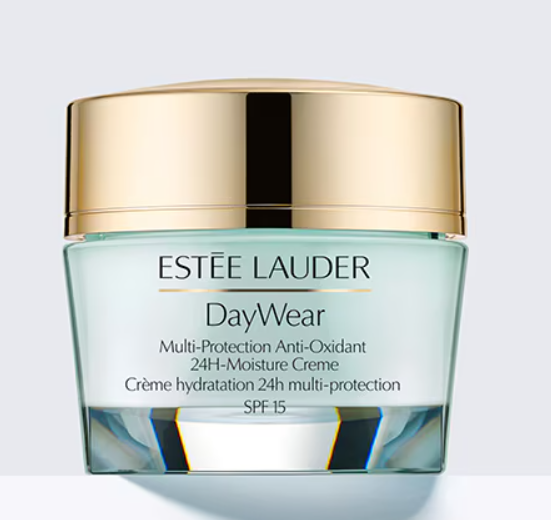 ESTĒE LAUDER
DayWear
Multi-Protection Anti-Oxidant
24H-Moisture Creme
Crème hydratation 24h multi-protection
SPF 15